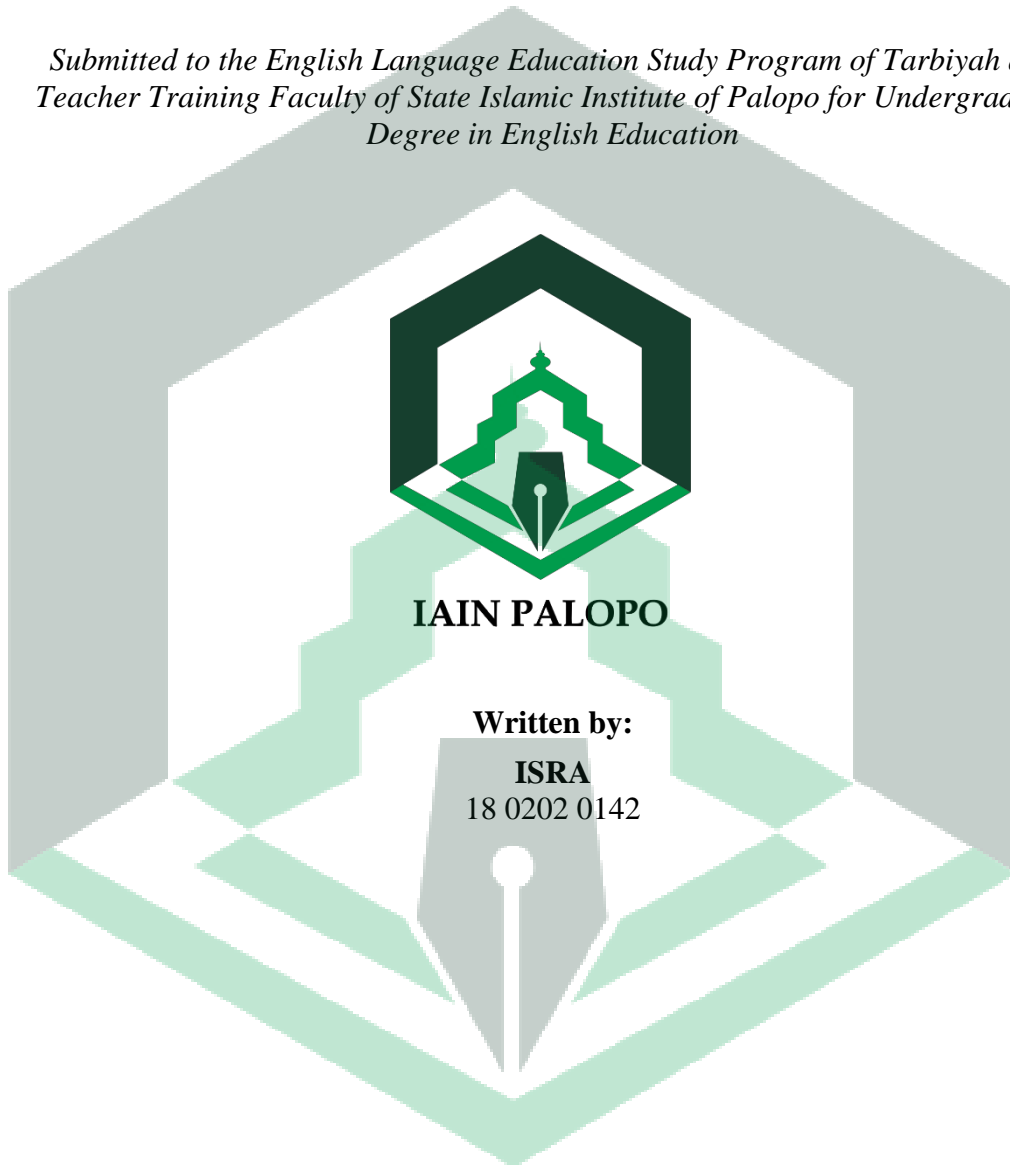 Submitted to the English Language Education Study Program of Tarbiyah
Teacher Training Faculty of State Islamic Institute of Palopo for
Degree in English Education
IAIN PALOPO
Written by:
ISRA
18 0202 0142